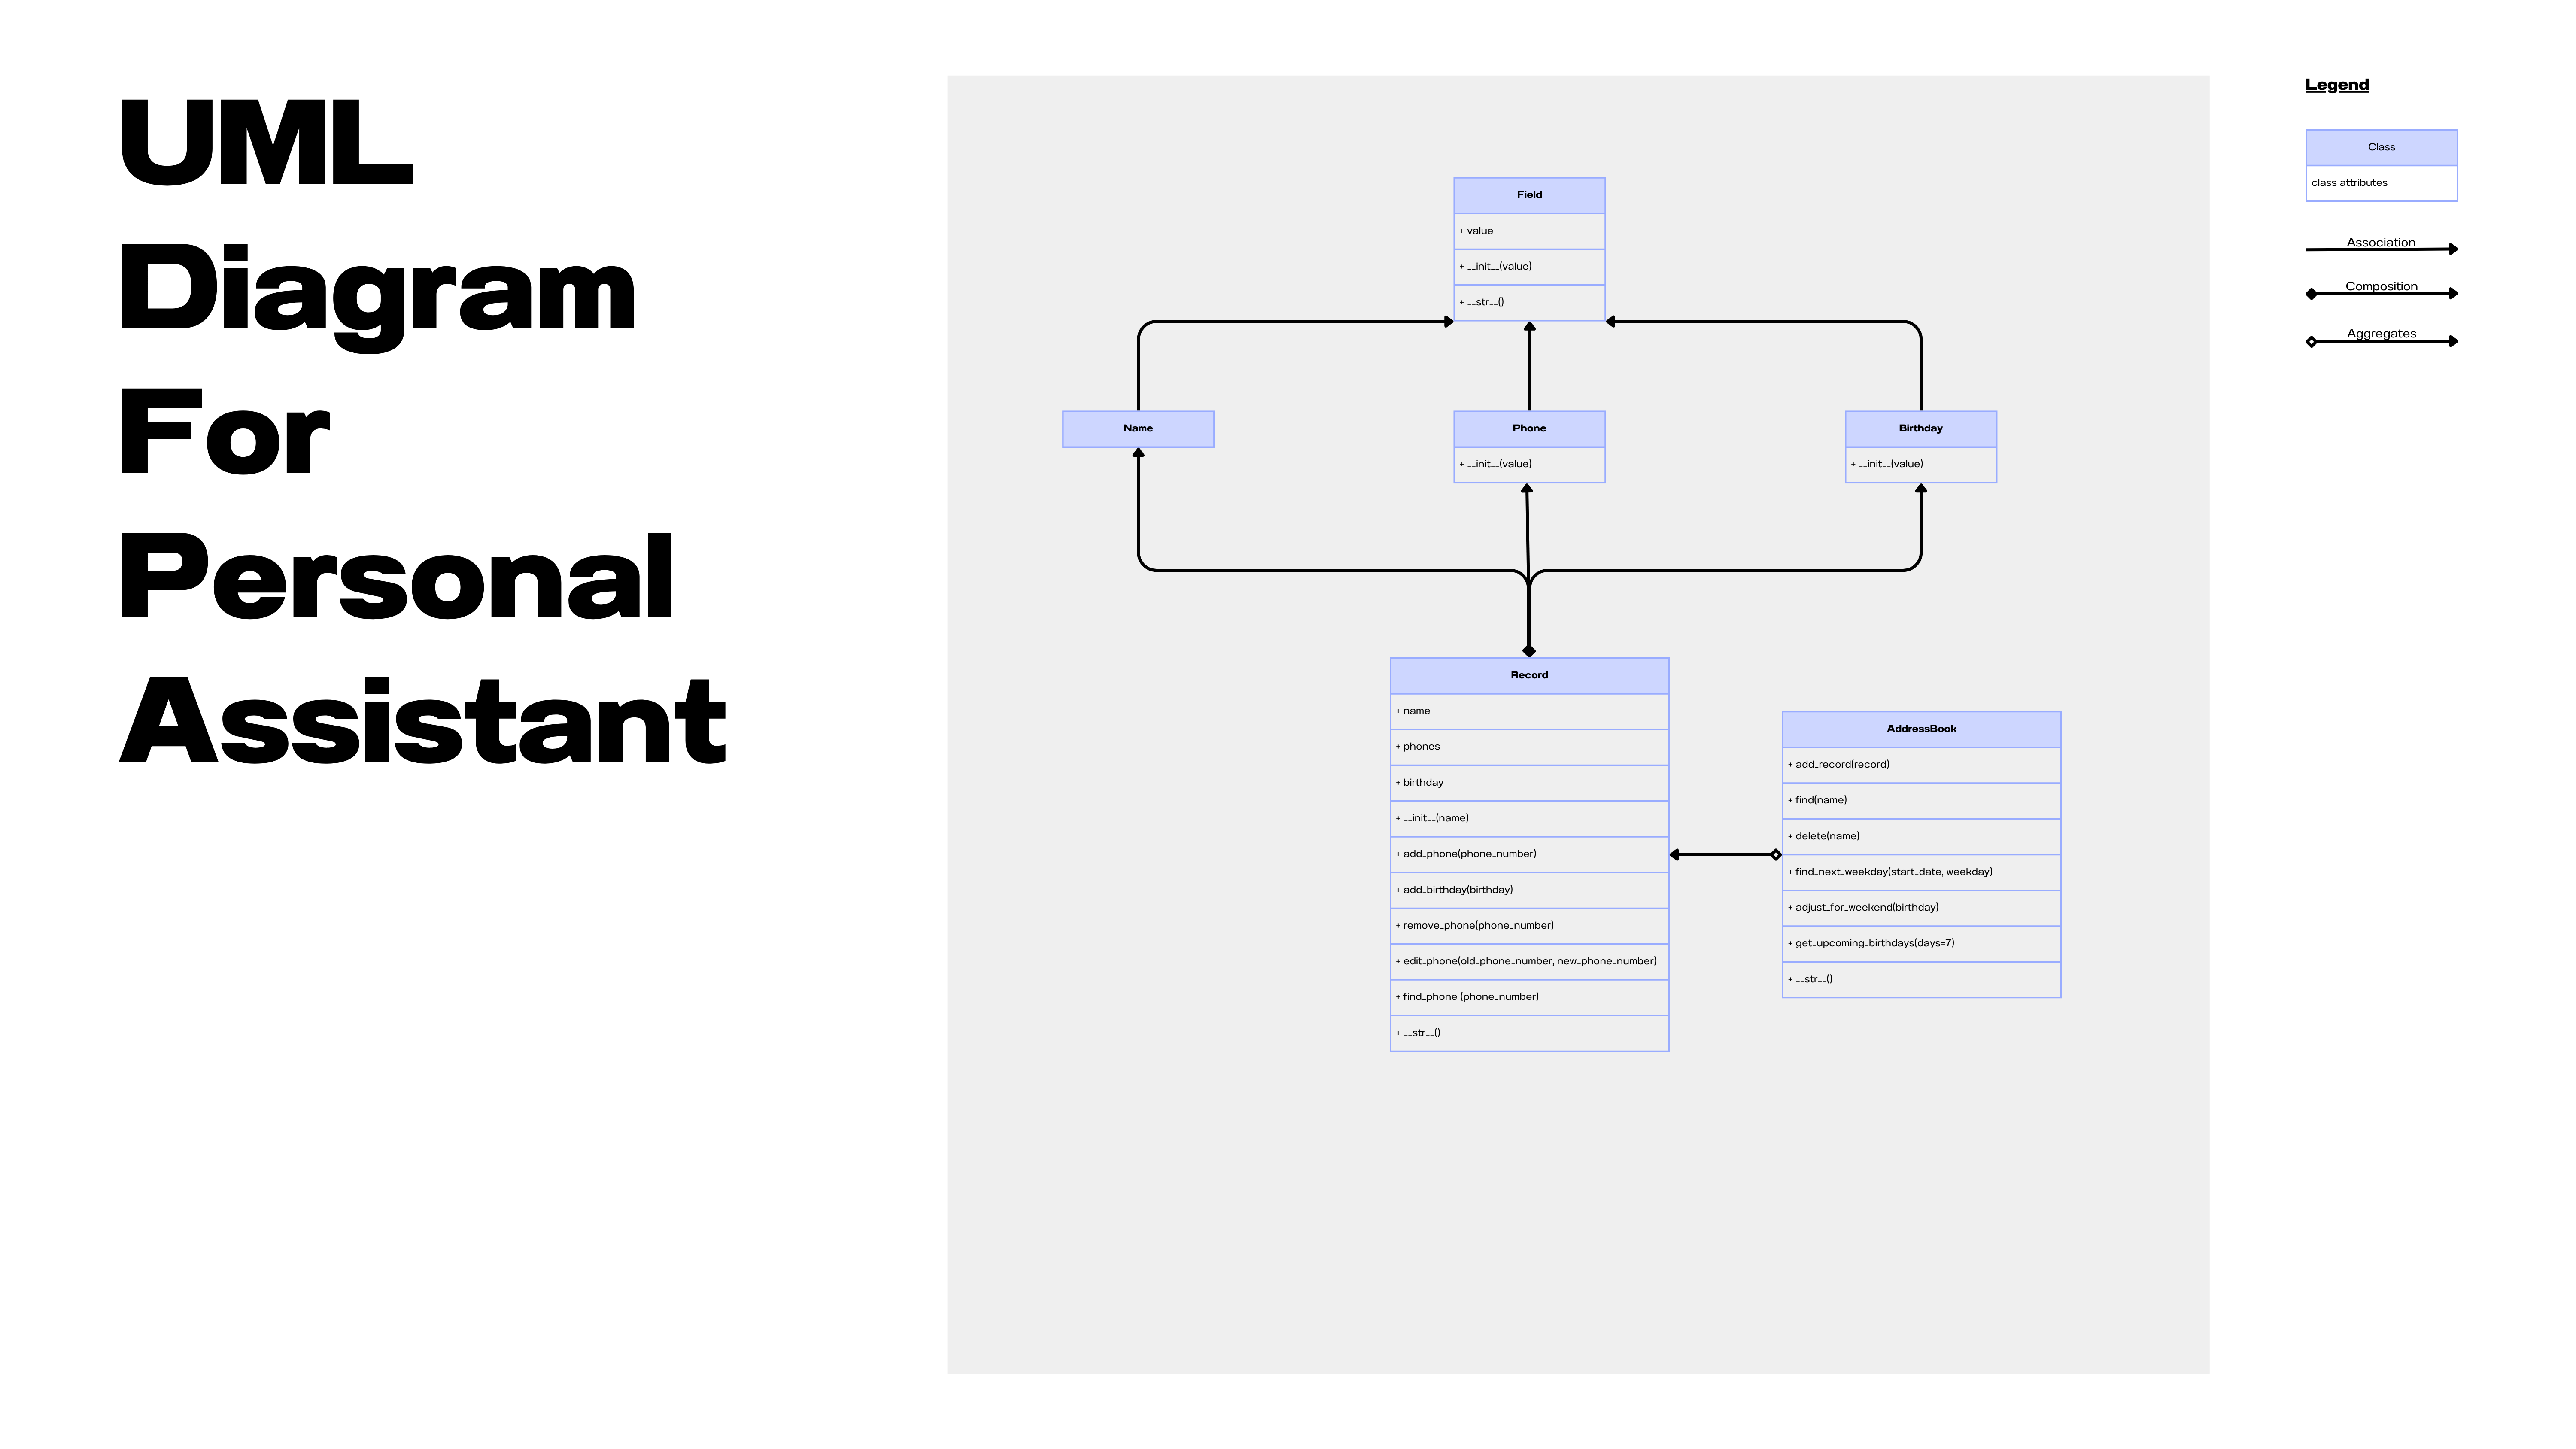 UML
Diagram
For
Personal
Assistant
Field
+ value
+ __init__(value)
+ __str__()
Name
Phone
+ __init__(value)
Birthday
+ __init__(value)
Record
+ name
+ phones
+ birthday
+ __init__(name)
+ add_phone(phone_number)
+ add_birthday(birthday)
+ remove_phone(phone_number)
+ edit_phone(old_phone_number, new_phone_number)
+ find_phone (phone_number)
+ __str__()
AddressBook
+ add_record(record)
+ find(name)
+ delete(name)
+ find_next_weekday(start_date, weekday)
+ adjust_for_weekend(birthday)
+ get_upcoming_birthdays(days=7)
+ __str__()
Legend
Class
class attributes
Association
Composition
Aggregates